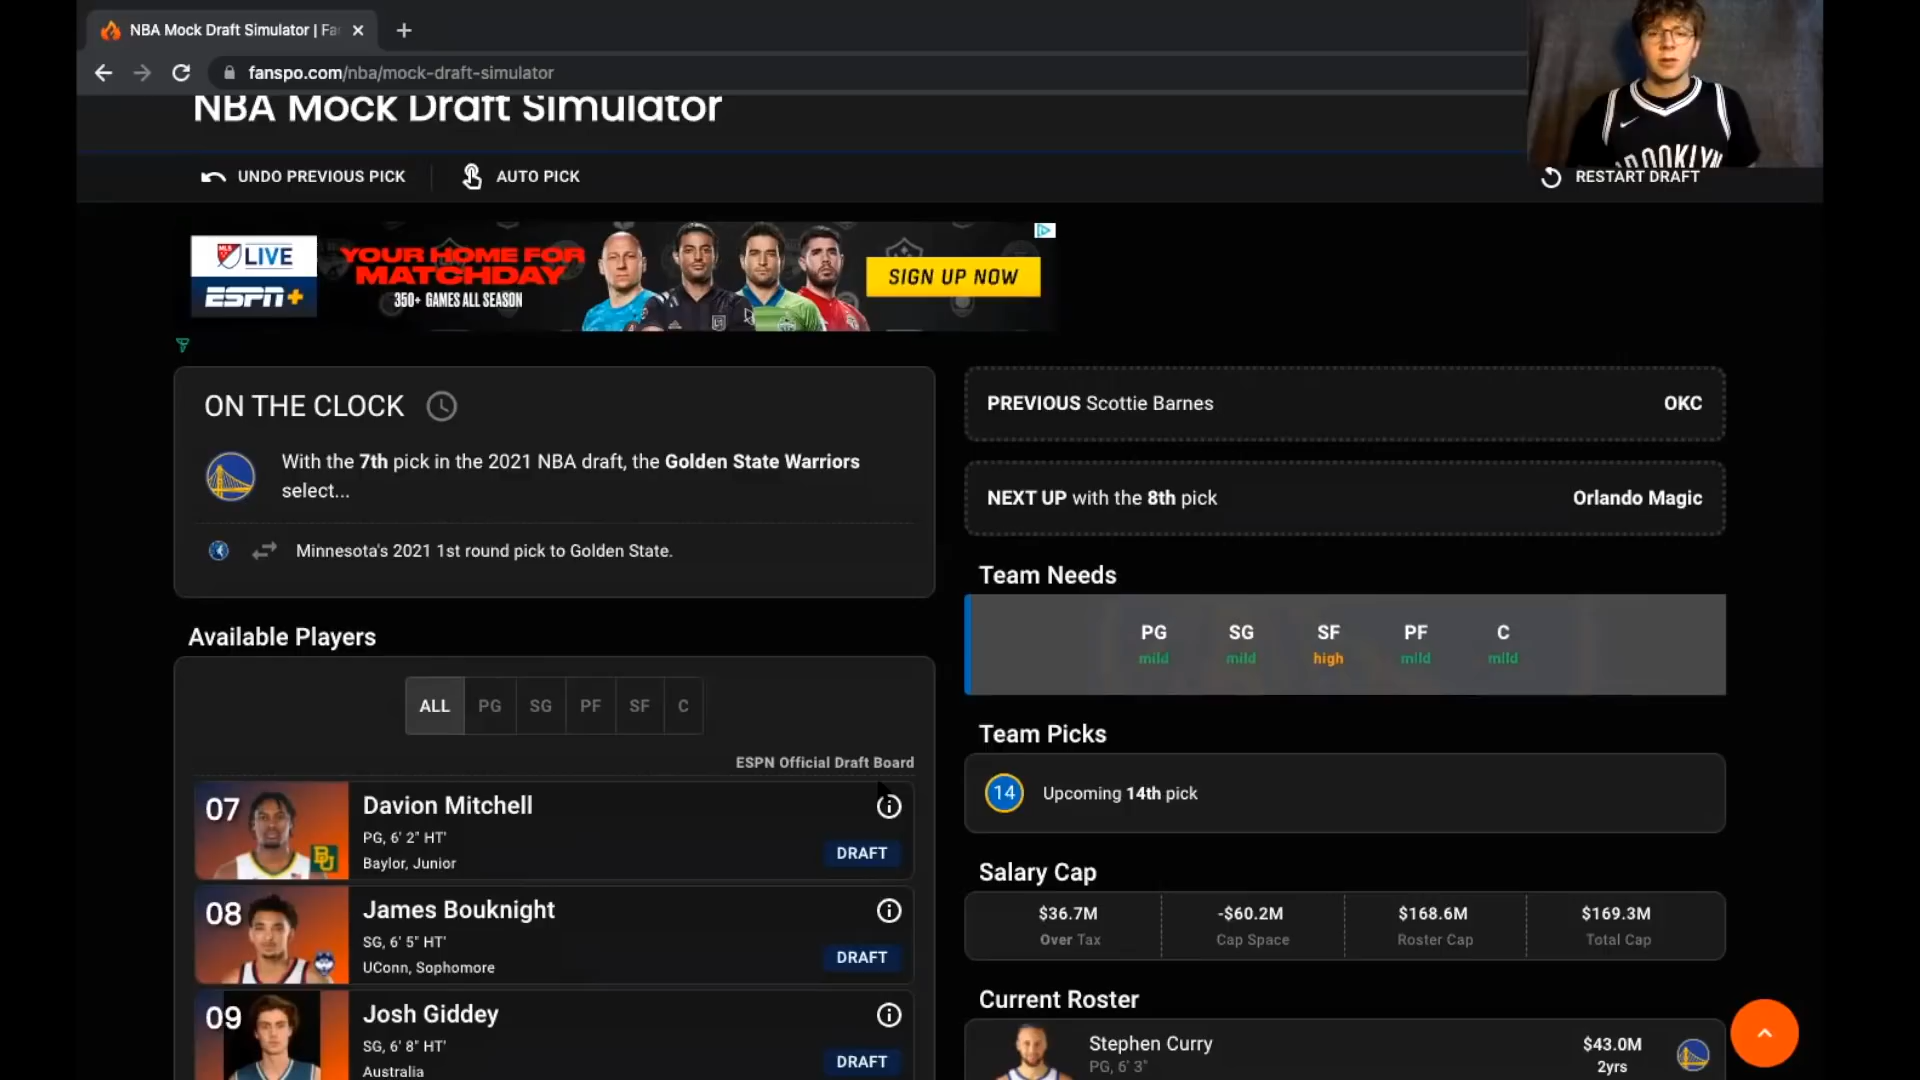 NBA Mock Draft Simulator | Fa
fanspo.com/nba/mock-draft-simulator
NBA Mock Draft Simulator
BROOKLYN
UNDO PREVIOUS PICK
AUTO PICK
RESTART DRAFT
MLS LIVE
ESPN+
YOUR HOME FOR
MATCHDAY
350+ GAMES ALL SEASON
SIGN UP NOW
ON THE CLOCK
With the 7th pick in the 2021 NBA draft, the Golden State Warriors
select...
Minnesota's 2021 1st round pick to Golden State.
PREVIOUS Scottie Barnes OKC
NEXT UP with the 8th pick Orlando Magic
Team Needs
PG SG SF PF C
mild mild high mild mild
Team Picks
14 Upcoming 14th pick
Salary Cap
$36.7M -$60.2M $168.6M $169.3M
Over Tax Cap Space Roster Cap Total Cap
Current Roster
Stephen Curry $43.0M
PG, 6' 3" 2yrs
Available Players
ALL PG SG PF SF C
ESPN Official Draft Board
07 Davion Mitchell
PG, 6' 2" HT'
Baylor, Junior
DRAFT
08 James Bouknight
SG, 6' 5" HT'
UConn, Sophomore
DRAFT
09 Josh Giddey
SG, 6' 8" HT'
Australia
DRAFT